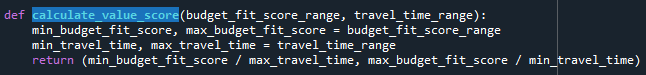 def calculate_value_score(budget_fit_score_range, travel_time_range):
    min_budget_fit_score, max_budget_fit_score = budget_fit_score_range
    min_travel_time, max_travel_time = travel_time_range
    return (min_budget_fit_score / max_travel_time, max_budget_fit_score / min_travel_time)